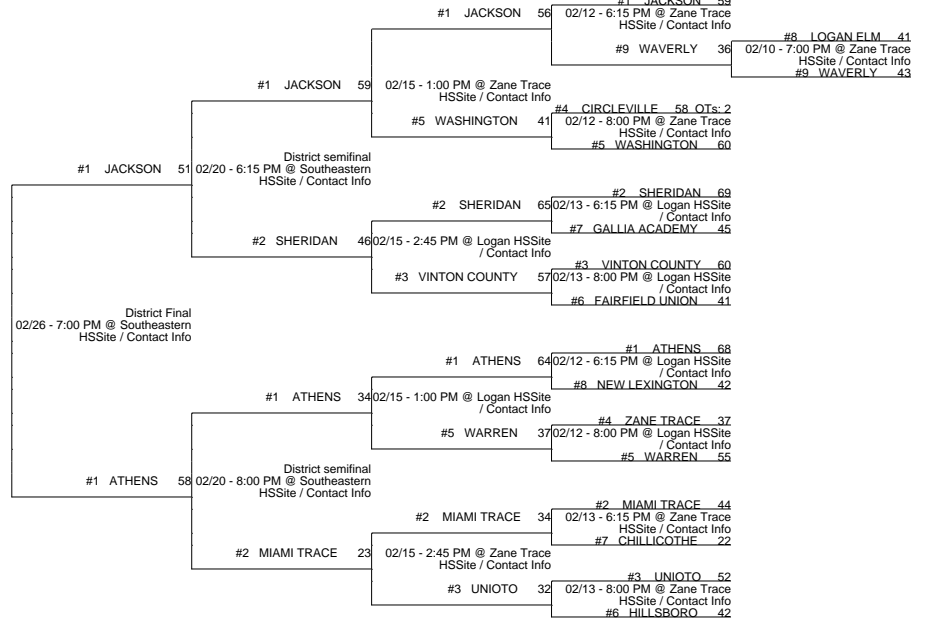 #1 JACKSON 59
#1 JACKSON 56
02/12 - 6:15 PM @ Zane Trace
HSSite / Contact Info
#8 LOGAN ELM 41
#9 WAVERLY 36
02/10 - 7:00 PM @ Zane Trace
HSSite / Contact Info
#9 WAVERLY 43
#1 JACKSON 59
02/15 - 1:00 PM @ Zane Trace
HSSite / Contact Info
#4 CIRCLEVILLE 58 OTs: 2
#5 WASHINGTON 41
02/12 - 8:00 PM @ Zane Trace
HSSite / Contact Info
#5 WASHINGTON 60
#1 JACKSON 51
District semifinal
02/20 - 6:15 PM @ Southeastern
HSSite / Contact Info
#2 SHERIDAN 69
#2 SHERIDAN 65
02/13 - 6:15 PM @ Logan HSSite
/ Contact Info
#7 GALLIA ACADEMY 45
#2 SHERIDAN 46
02/15 - 2:45 PM @ Logan HSSite
/ Contact Info
#3 VINTON COUNTY 60
#3 VINTON COUNTY 57
02/13 - 8:00 PM @ Logan HSSite
/ Contact Info
#6 FAIRFIELD UNION 41
District Final
02/26 - 7:00 PM @ Southeastern
HSSite / Contact Info
#1 ATHENS 68
#1 ATHENS 64
02/12 - 6:15 PM @ Logan HSSite
/ Contact Info
#8 NEW LEXINGTON 42
#1 ATHENS 34
02/15 - 1:00 PM @ Logan HSSite
/ Contact Info
#4 ZANE TRACE 37
#5 WARREN 37
02/12 - 8:00 PM @ Logan HSSite
/ Contact Info
#5 WARREN 55
#1 ATHENS 58
District semifinal
02/20 - 8:00 PM @ Southeastern
HSSite / Contact Info
#2 MIAMI TRACE 44
#2 MIAMI TRACE 34
02/13 - 6:15 PM @ Zane Trace
HSSite / Contact Info
#7 CHILLICOTHE 22
#2 MIAMI TRACE 23
02/15 - 2:45 PM @ Zane Trace
HSSite / Contact Info
#3 UNIOTO 52
#3 UNIOTO 32
02/13 - 8:00 PM @ Zane Trace
HSSite / Contact Info
#6 HILLSBORO 42